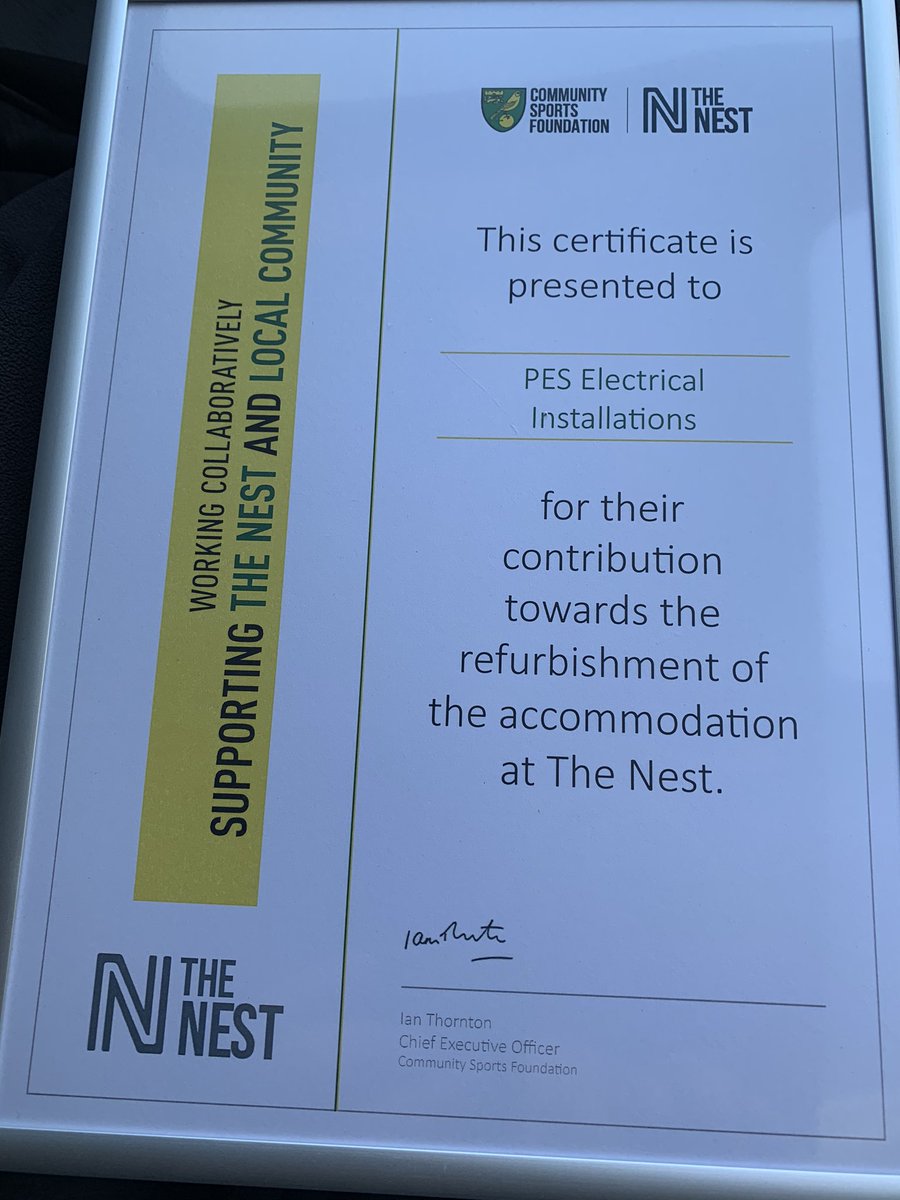 WORKING COLLABORATIVELY
SUPPORTING THE NEST AND LOCAL COMMUNITY
THE
NEST
COMMUNITY
SPORTS
FOUNDATION
THE
NEST
This certificate is
presented to
PES Electrical
Installations
for their
contribution
towards the
refurbishment of
the accommodation
at The Nest.
Ian Thornton
Ian Thornton
Chief Executive Officer
Community Sports Foundation